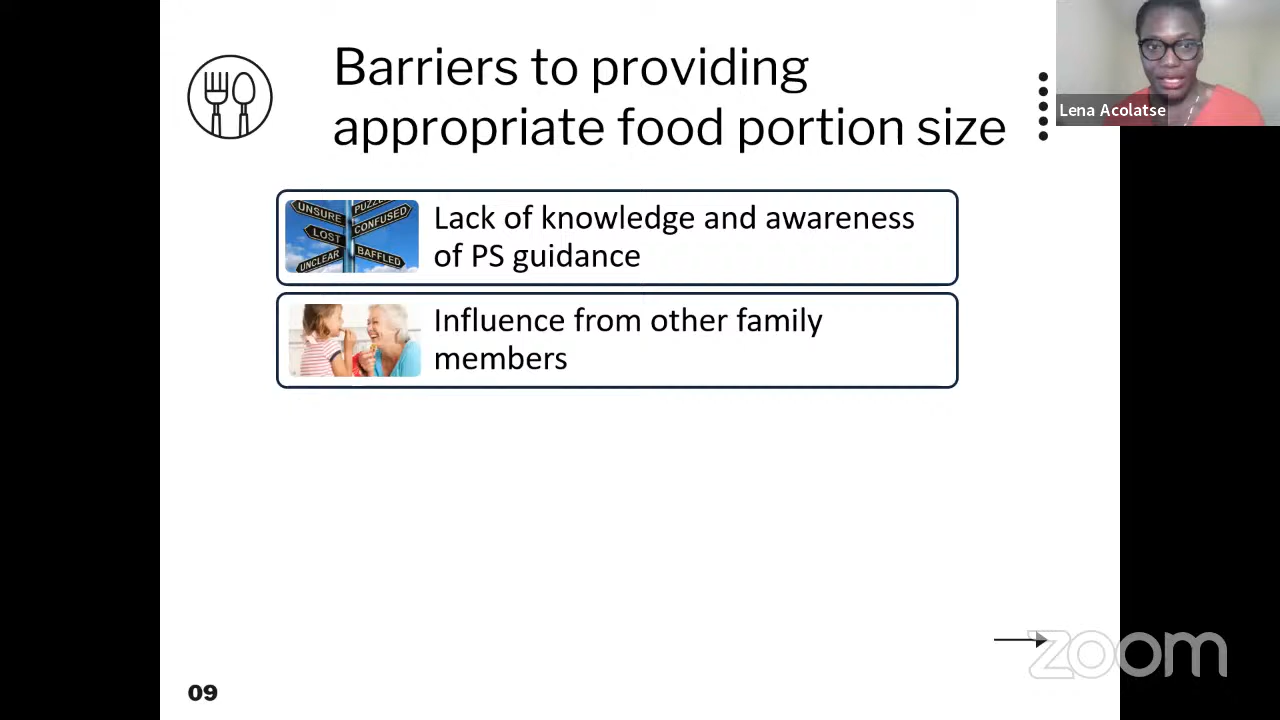 Barriers to providing
appropriate food portion size
Lena Acolatse
UNSURE
CONFUSED
LOST
BAFFLED
UNCLEAR
Lack of knowledge and awareness
of PS guidance
Influence from other family
members
zoom
09